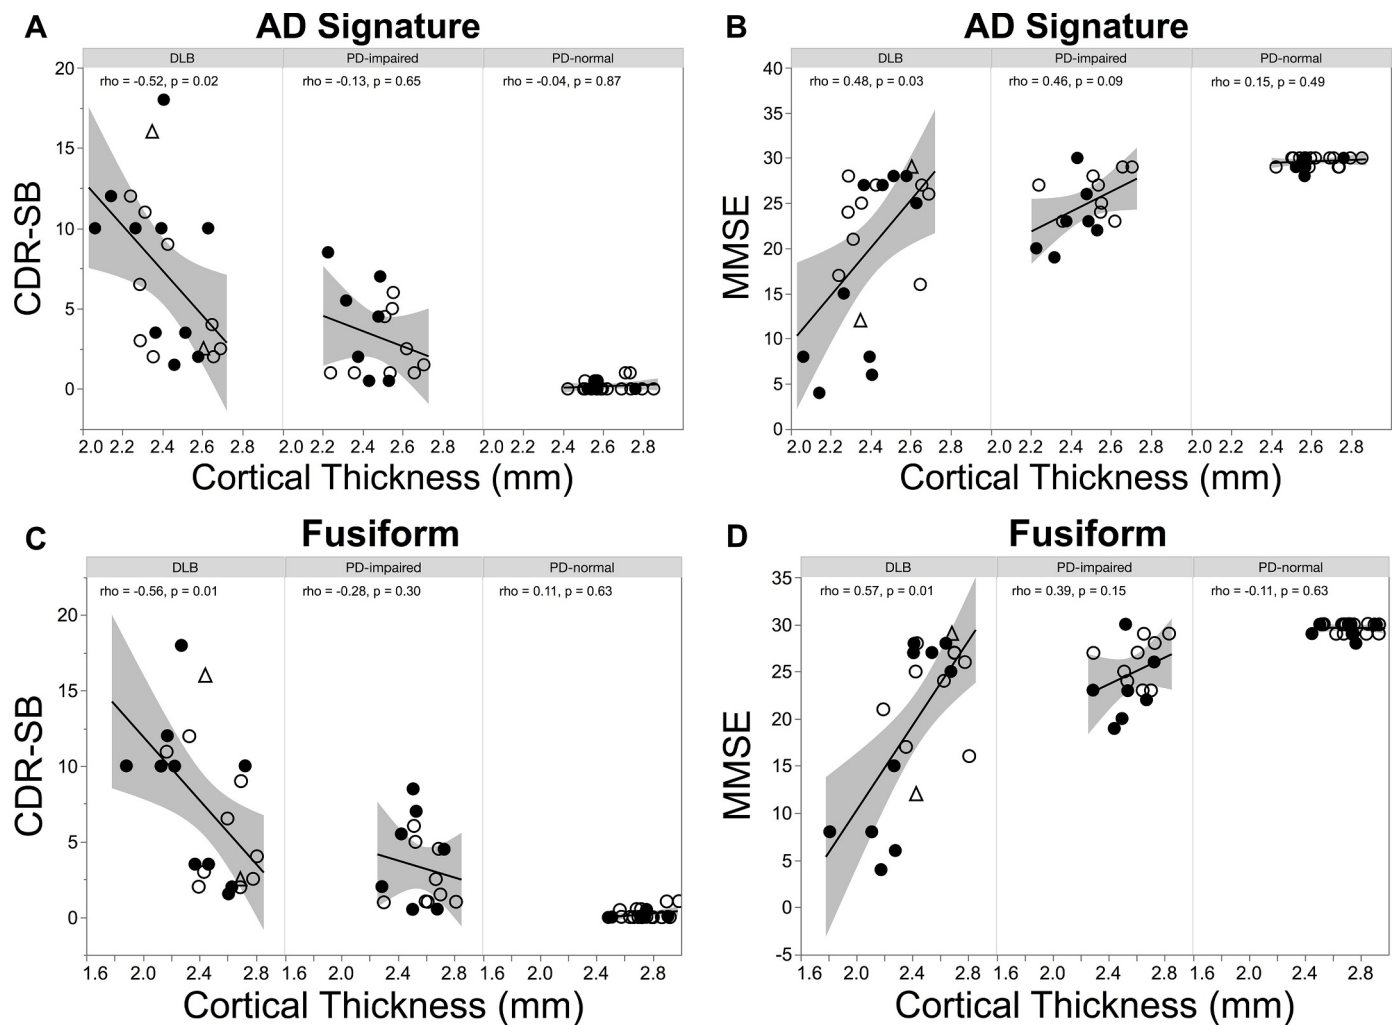 A AD Signature
DLB PD-impaired PD-normal
rho = -0.52, p = 0.02 rho = -0.13, p = 0.65 rho = -0.04, p = 0.87
20
15
10
5
0
CDR-SB
2.0 2.2 2.4 2.6 2.8 2.0 2.2 2.4 2.6 2.8 2.0 2.2 2.4 2.6 2.8
Cortical Thickness (mm)
B AD Signature
DLB PD-impaired PD-normal
rho = 0.48, p = 0.03 rho = 0.46, p = 0.09 rho = 0.15, p = 0.49
40
35
30
25
20
15
10
5
0
MMSE
2.0 2.2 2.4 2.6 2.8 2.0 2.2 2.4 2.6 2.8 2.0 2.2 2.4 2.6 2.8
Cortical Thickness (mm)
C Fusiform
DLB PD-impaired PD-normal
rho = -0.56, p = 0.01 rho = -0.28, p = 0.30 rho = 0.11, p = 0.63
20
15
10
5
0
CDR-SB
1.6 2.0 2.4 2.8 1.6 2.0 2.4 2.8 1.6 2.0 2.4 2.8
Cortical Thickness (mm)
D Fusiform
DLB PD-impaired PD-normal
rho = 0.57, p = 0.01 rho = 0.39, p = 0.15 rho = -0.11, p = 0.63
35
30
25
20
15
10
5
0
-5
MMSE
1.6 2.0 2.4 2.8 1.6 2.0 2.4 2.8 1.6 2.0 2.4 2.8
Cortical Thickness (mm)